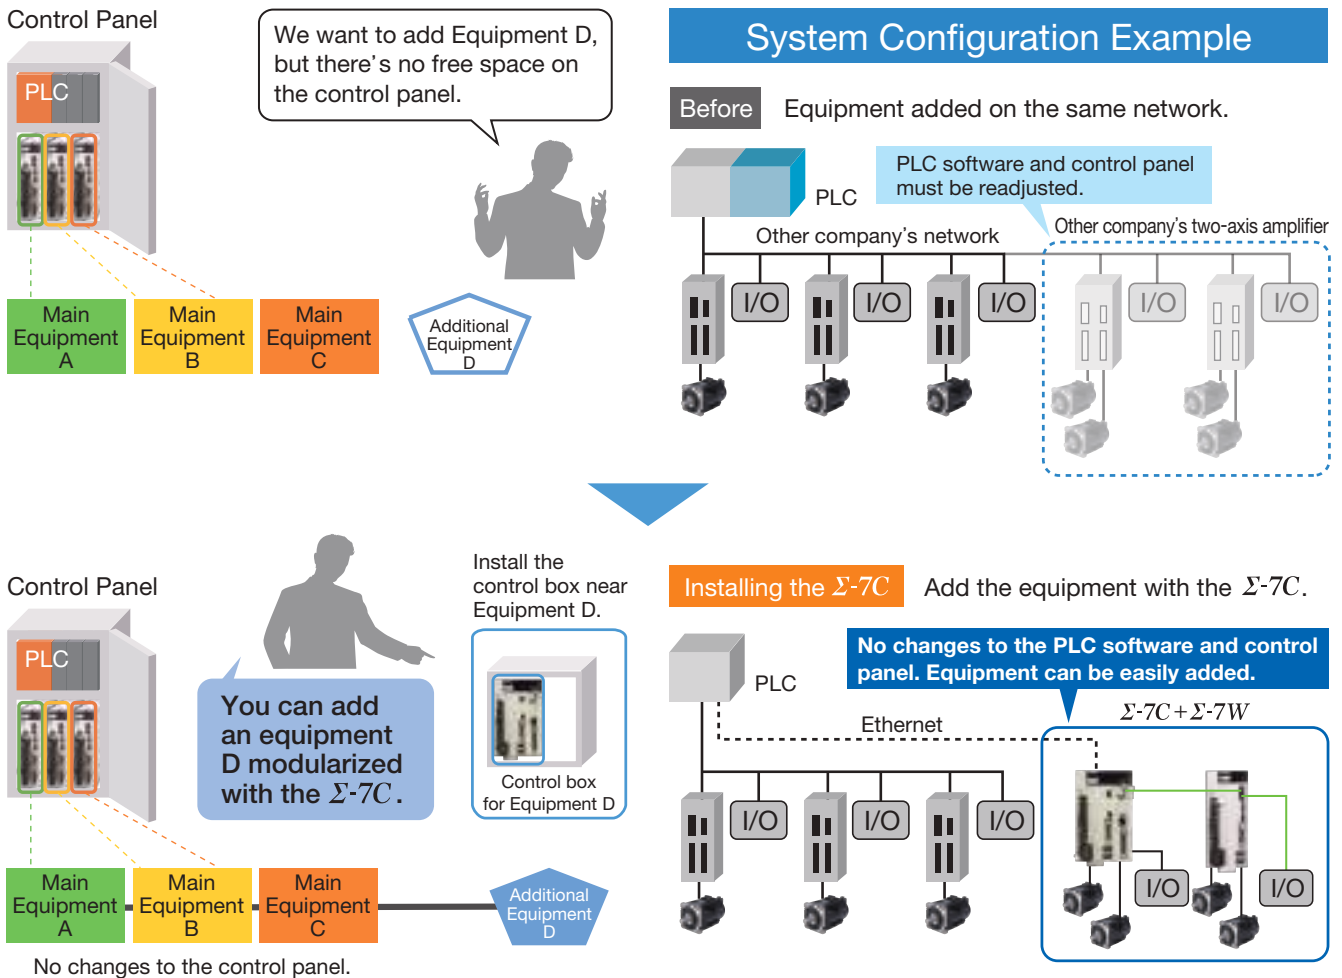 Control Panel
PLC
We want to add Equipment D,
but there's no free space on
the control panel.
Main
Equipment
A
Main
Equipment
B
Main
Equipment
C
Additional
Equipment
D
System Configuration Example
Before
Equipment added on the same network.
PLC software and control panel
must be readjusted.
PLC
Other company's network
Other company's two-axis amplifier
I/O
I/O
I/O
I/O
I/O
Control Panel
PLC
You can add
an equipment
D modularized
with the Σ-7C.
Install the
control box near
Equipment D.
Control box
for Equipment D
Main
Equipment
A
Main
Equipment
B
Main
Equipment
C
Additional
Equipment
D
No changes to the control panel.
Installing the Σ-7C
Add the equipment with the Σ-7C.
No changes to the PLC software and control
panel. Equipment can be easily added.
PLC
Σ-7C+Σ-7W
Ethernet
I/O
I/O
I/O
I/O
I/O